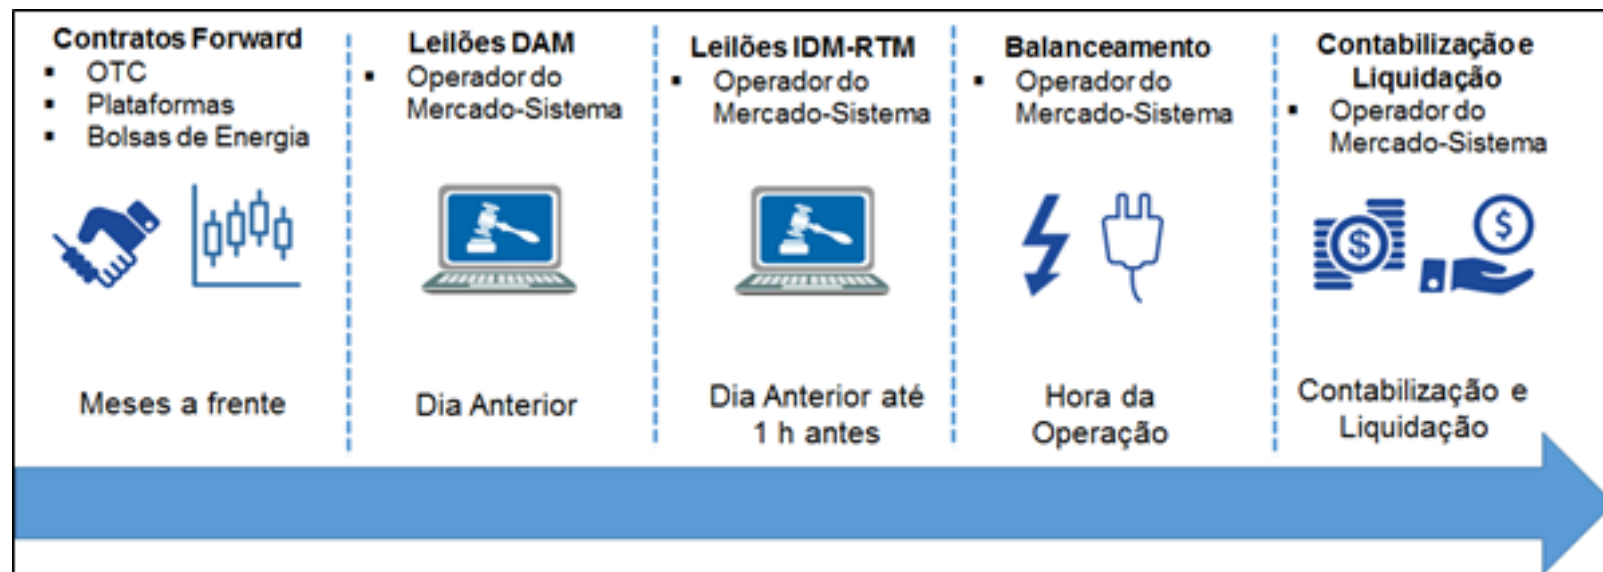 Contratos Forward
▪ OTC
▪ Plataformas
▪ Bolsas de Energia
Meses a frente
Leilões DAM
▪ Operador do
Mercado-Sistema
Dia Anterior
Leilões IDM-RTM
▪ Operador do
Mercado-Sistema
Dia Anterior até
1 h antes
Balanceamento
▪ Operador do
Mercado-Sistema
Hora da
Operação
Contabilização e
Liquidação
▪ Operador do
Mercado-Sistema
$
$
Contabilização e
Liquidação